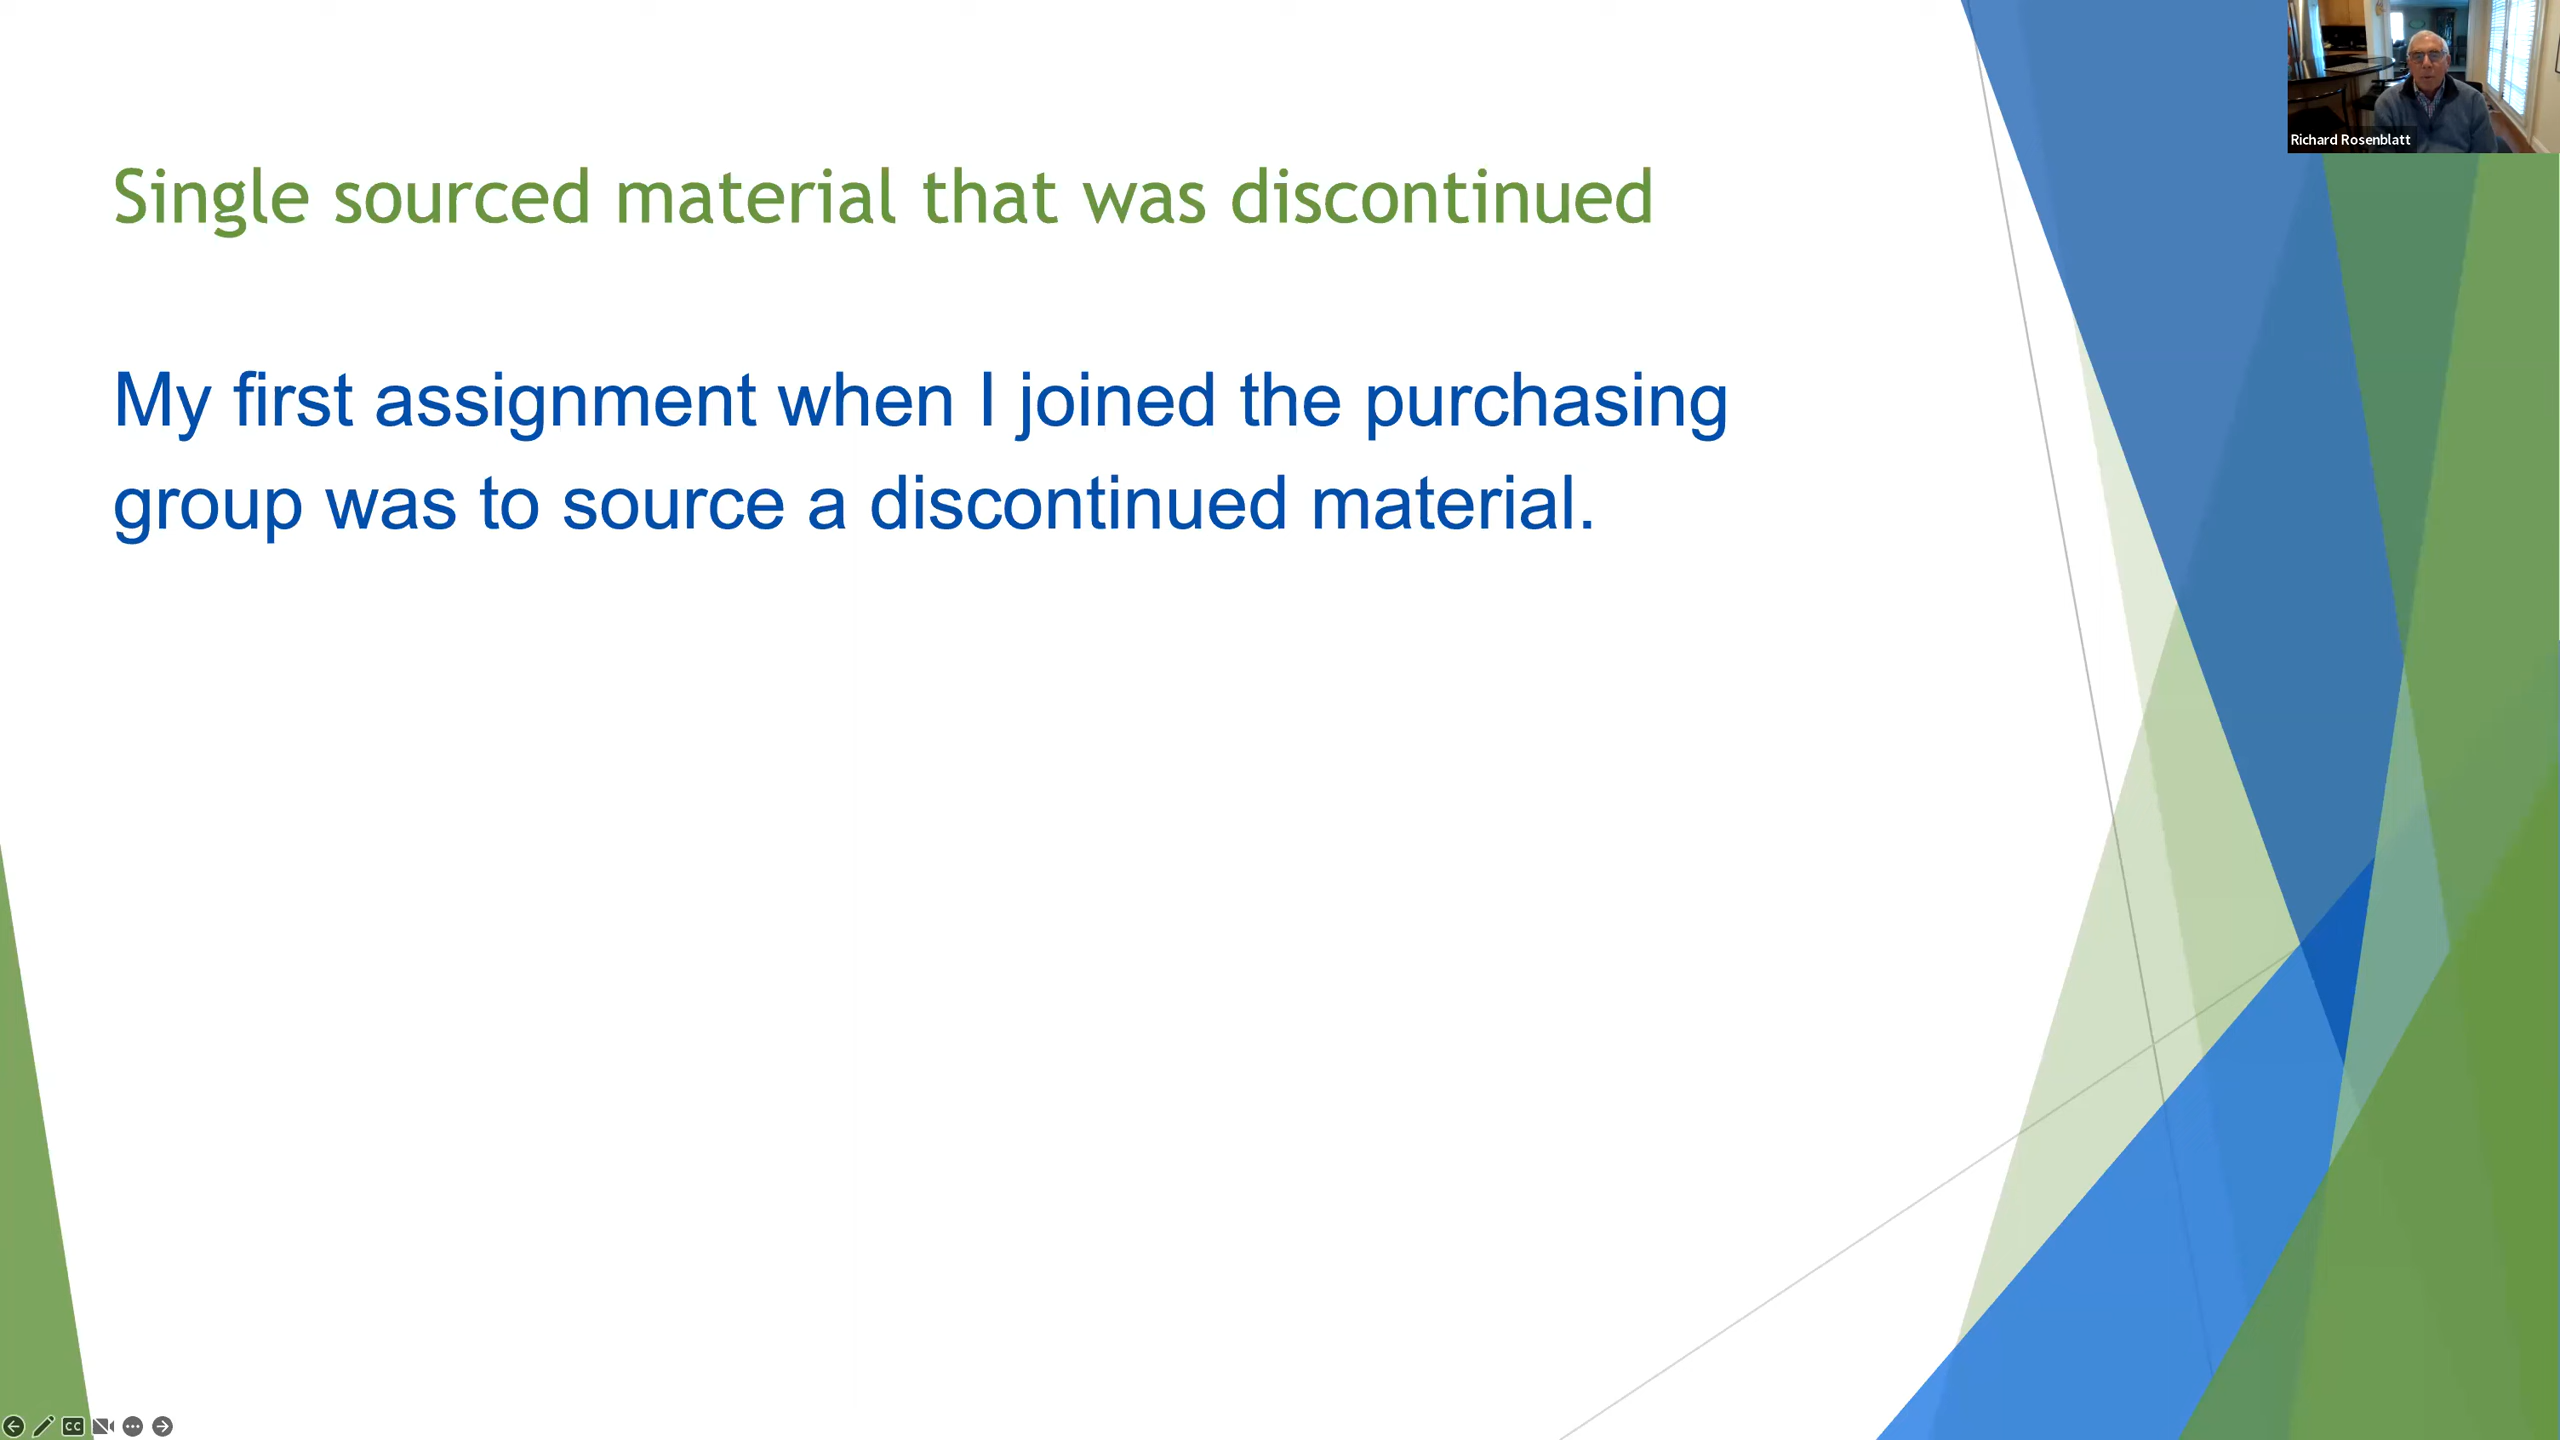 Richard Rosenblatt
Single sourced material that was discontinued
My first assignment when I joined the purchasing
group was to source a discontinued material.
CC